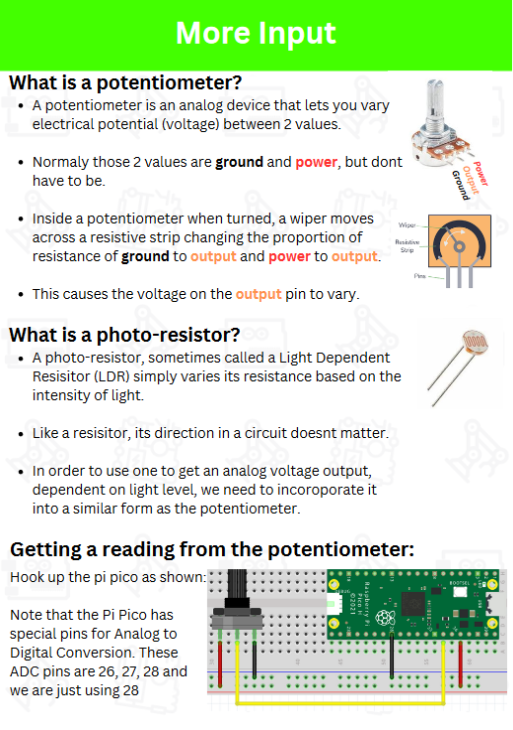 More Input
What is a potentiometer?
• A potentiometer is an analog device that lets you vary
electrical potential (voltage) between 2 values.
• Normaly those 2 values are ground and power, but dont
have to be.
Power
Output
Ground
• Inside a potentiometer when turned, a wiper moves
across a resistive strip changing the proportion of
resistance of ground to output and power to output.
Wiper
Resistive
Strip
Pins
• This causes the voltage on the output pin to vary.
What is a photo-resistor?
• A photo-resistor, sometimes called a Light Dependent
Resisitor (LDR) simply varies its resistance based on the
intensity of light.
• Like a resisitor, its direction in a circuit doesnt matter.
• In order to use one to get an analog voltage output,
dependent on light level, we need to incoroporate it
into a similar form as the potentiometer.
Getting a reading from the potentiometer:
Hook up the pi pico as shown:
Note that the Pi Pico has
special pins for Analog to
Digital Conversion. These
ADC pins are 26, 27, 28 and
we are just using 28
Raspberry Pi
Pico
©2021
BOOTSEL
USB